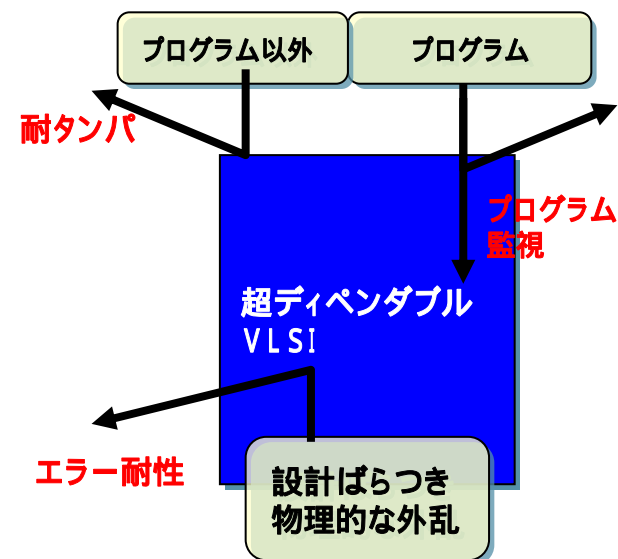 プログラム以外
プログラム
耐タンパ
プログラム
監視
超ディペンダブル
VLSI
エラー耐性
設計ばらつき
物理的な外乱